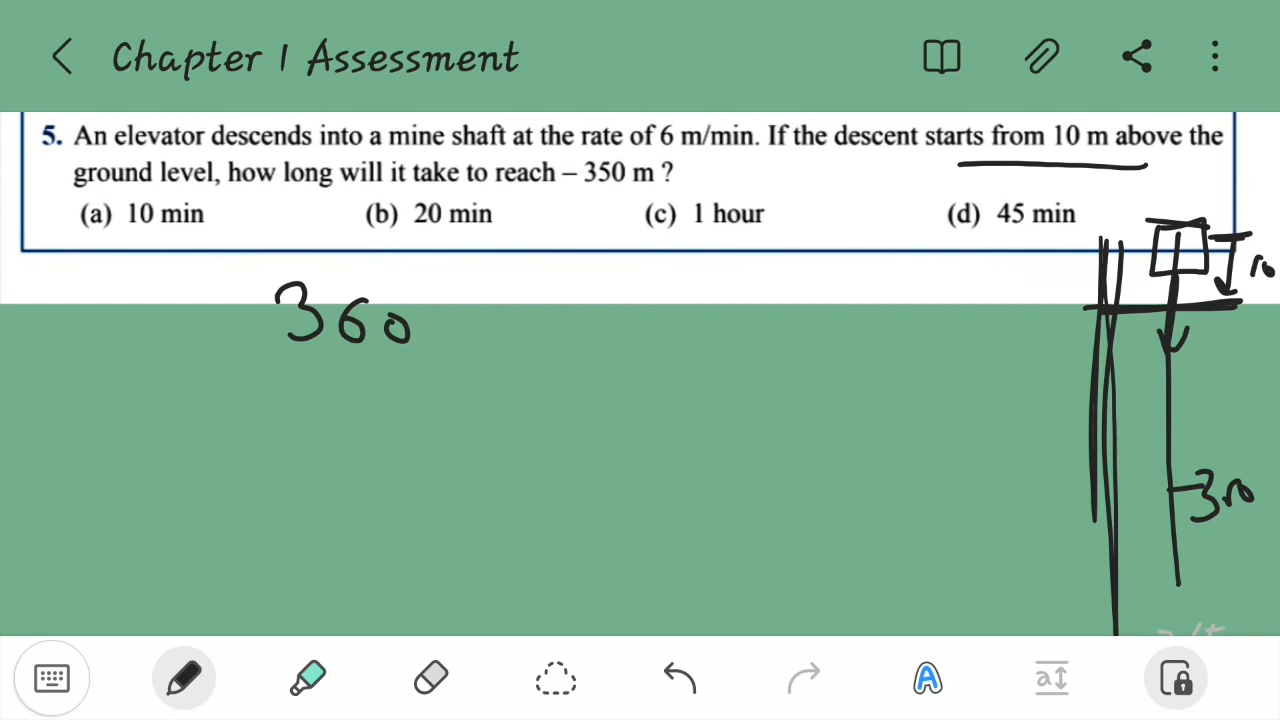 Chapter 1 Assessment
5. An elevator descends into a mine shaft at the rate of 6 m/min. If the descent starts from 10 m above the
ground level, how long will it take to reach – 350 m ?
(a) 10 min (b) 20 min (c) 1 hour (d) 45 min
10
360
A
a